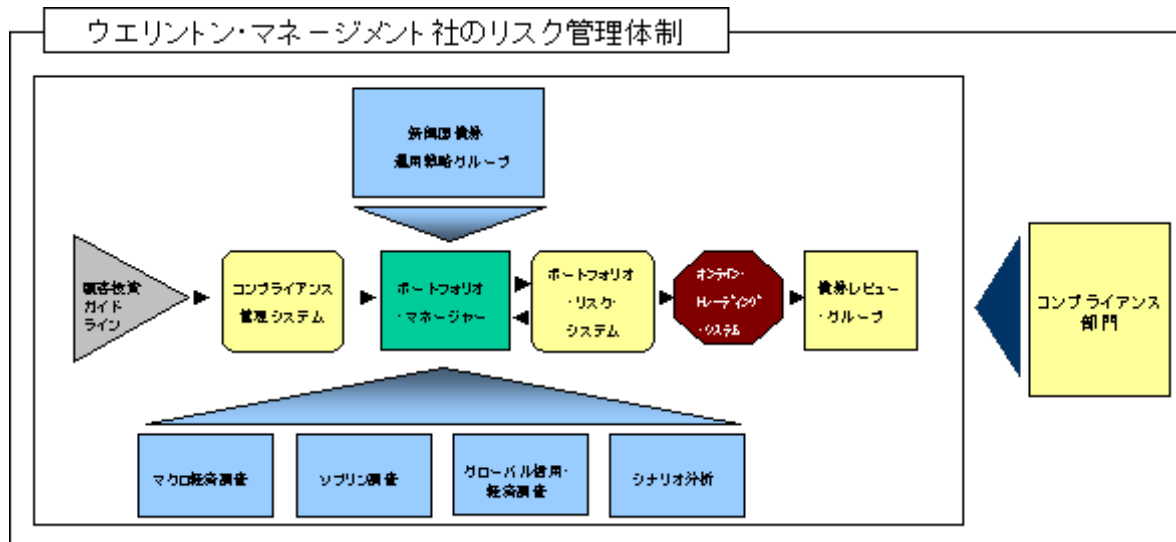 ウエリントン・マネージメント社のリスク管理体制
新興国債券
運用戦略グループ
顧客投資
ガイド
ライン
コンプライアンス
管理システム
ポートフォリオ
・マネージャー
ポートフォリオ
・リスク・
システム
オンライン・
トレーディング
・システム
債券レビュー
・グループ
コンプライアンス
部門
マクロ経済調査
ソブリン調査
グローバル信用・
経済調査
シナリオ分析